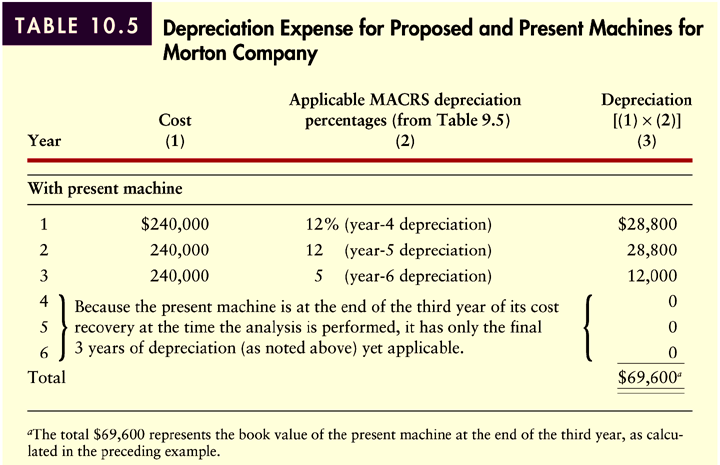 TABLE 10.5 Depreciation Expense for Proposed and Present Machines for
Morton Company
Applicable MACRS depreciation Depreciation
Cost percentages (from Table 9.5) [(1) × (2)]
Year (1) (2) (3)
With present machine
1 $240,000 12% (year-4 depreciation) $28,800
2 240,000 12 (year-5 depreciation) 28,800
3 240,000 5 (year-6 depreciation) 12,000
4 Because the present machine is at the end of the third year of its cost 0
5 recovery at the time the analysis is performed, it has only the final 0
6 3 years of depreciation (as noted above) yet applicable. 0
Total $69,600ᵃ
ᵃThe total $69,600 represents the book value of the present machine at the end of the third year, as calcu-
lated in the preceding example.